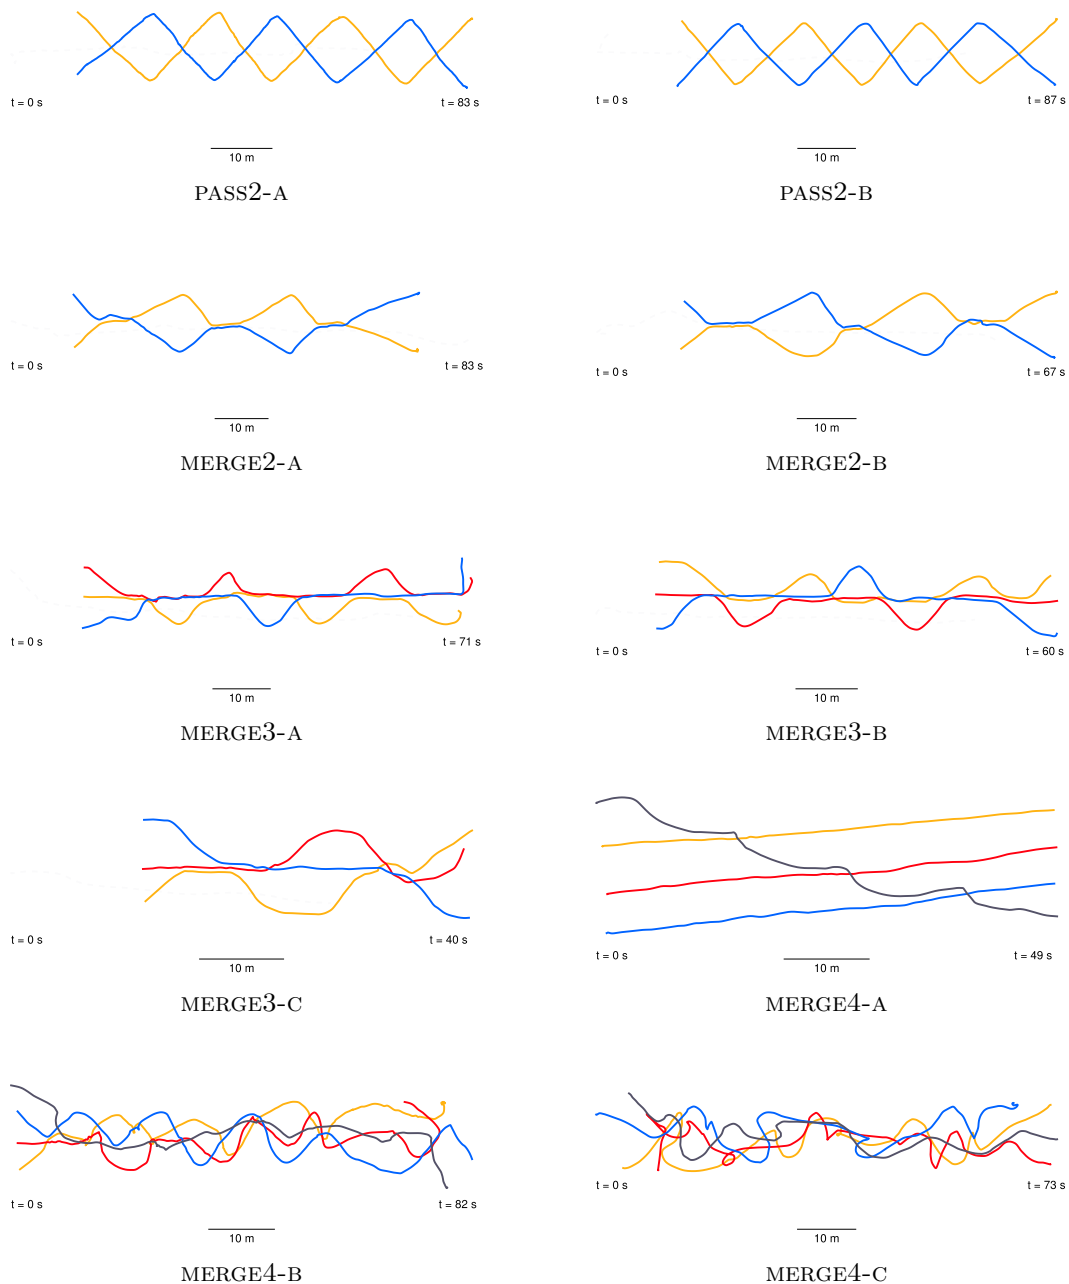 t = 0 s
t = 83 s
10 m
PASS2-A
t = 0 s
t = 87 s
10 m
PASS2-B
t = 0 s
t = 83 s
10 m
MERGE2-A
t = 0 s
t = 67 s
10 m
MERGE2-B
t = 0 s
t = 71 s
10 m
MERGE3-A
t = 0 s
t = 60 s
10 m
MERGE3-B
t = 0 s
t = 40 s
10 m
MERGE3-C
t = 0 s
t = 49 s
10 m
MERGE4-A
t = 0 s
t = 82 s
10 m
MERGE4-B
t = 0 s
t = 73 s
10 m
MERGE4-C